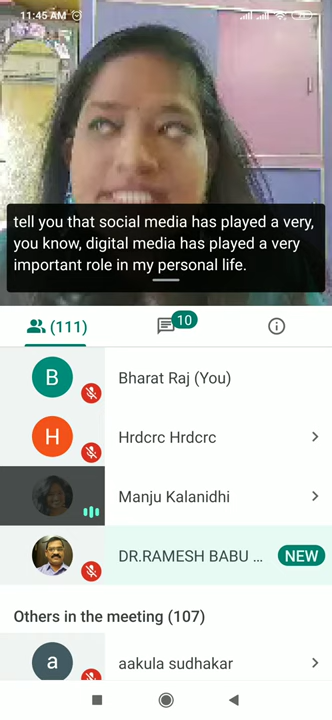 11:45 AM
tell you that social media has played a very,
you know, digital media has played a very
important role in my personal life.
(111)
10
B
Bharat Raj (You)
H
Hrdcrc Hrdcrc
Manju Kalanidhi
DR.RAMESH BABU ...
NEW
Others in the meeting (107)
a
aakula sudhakar